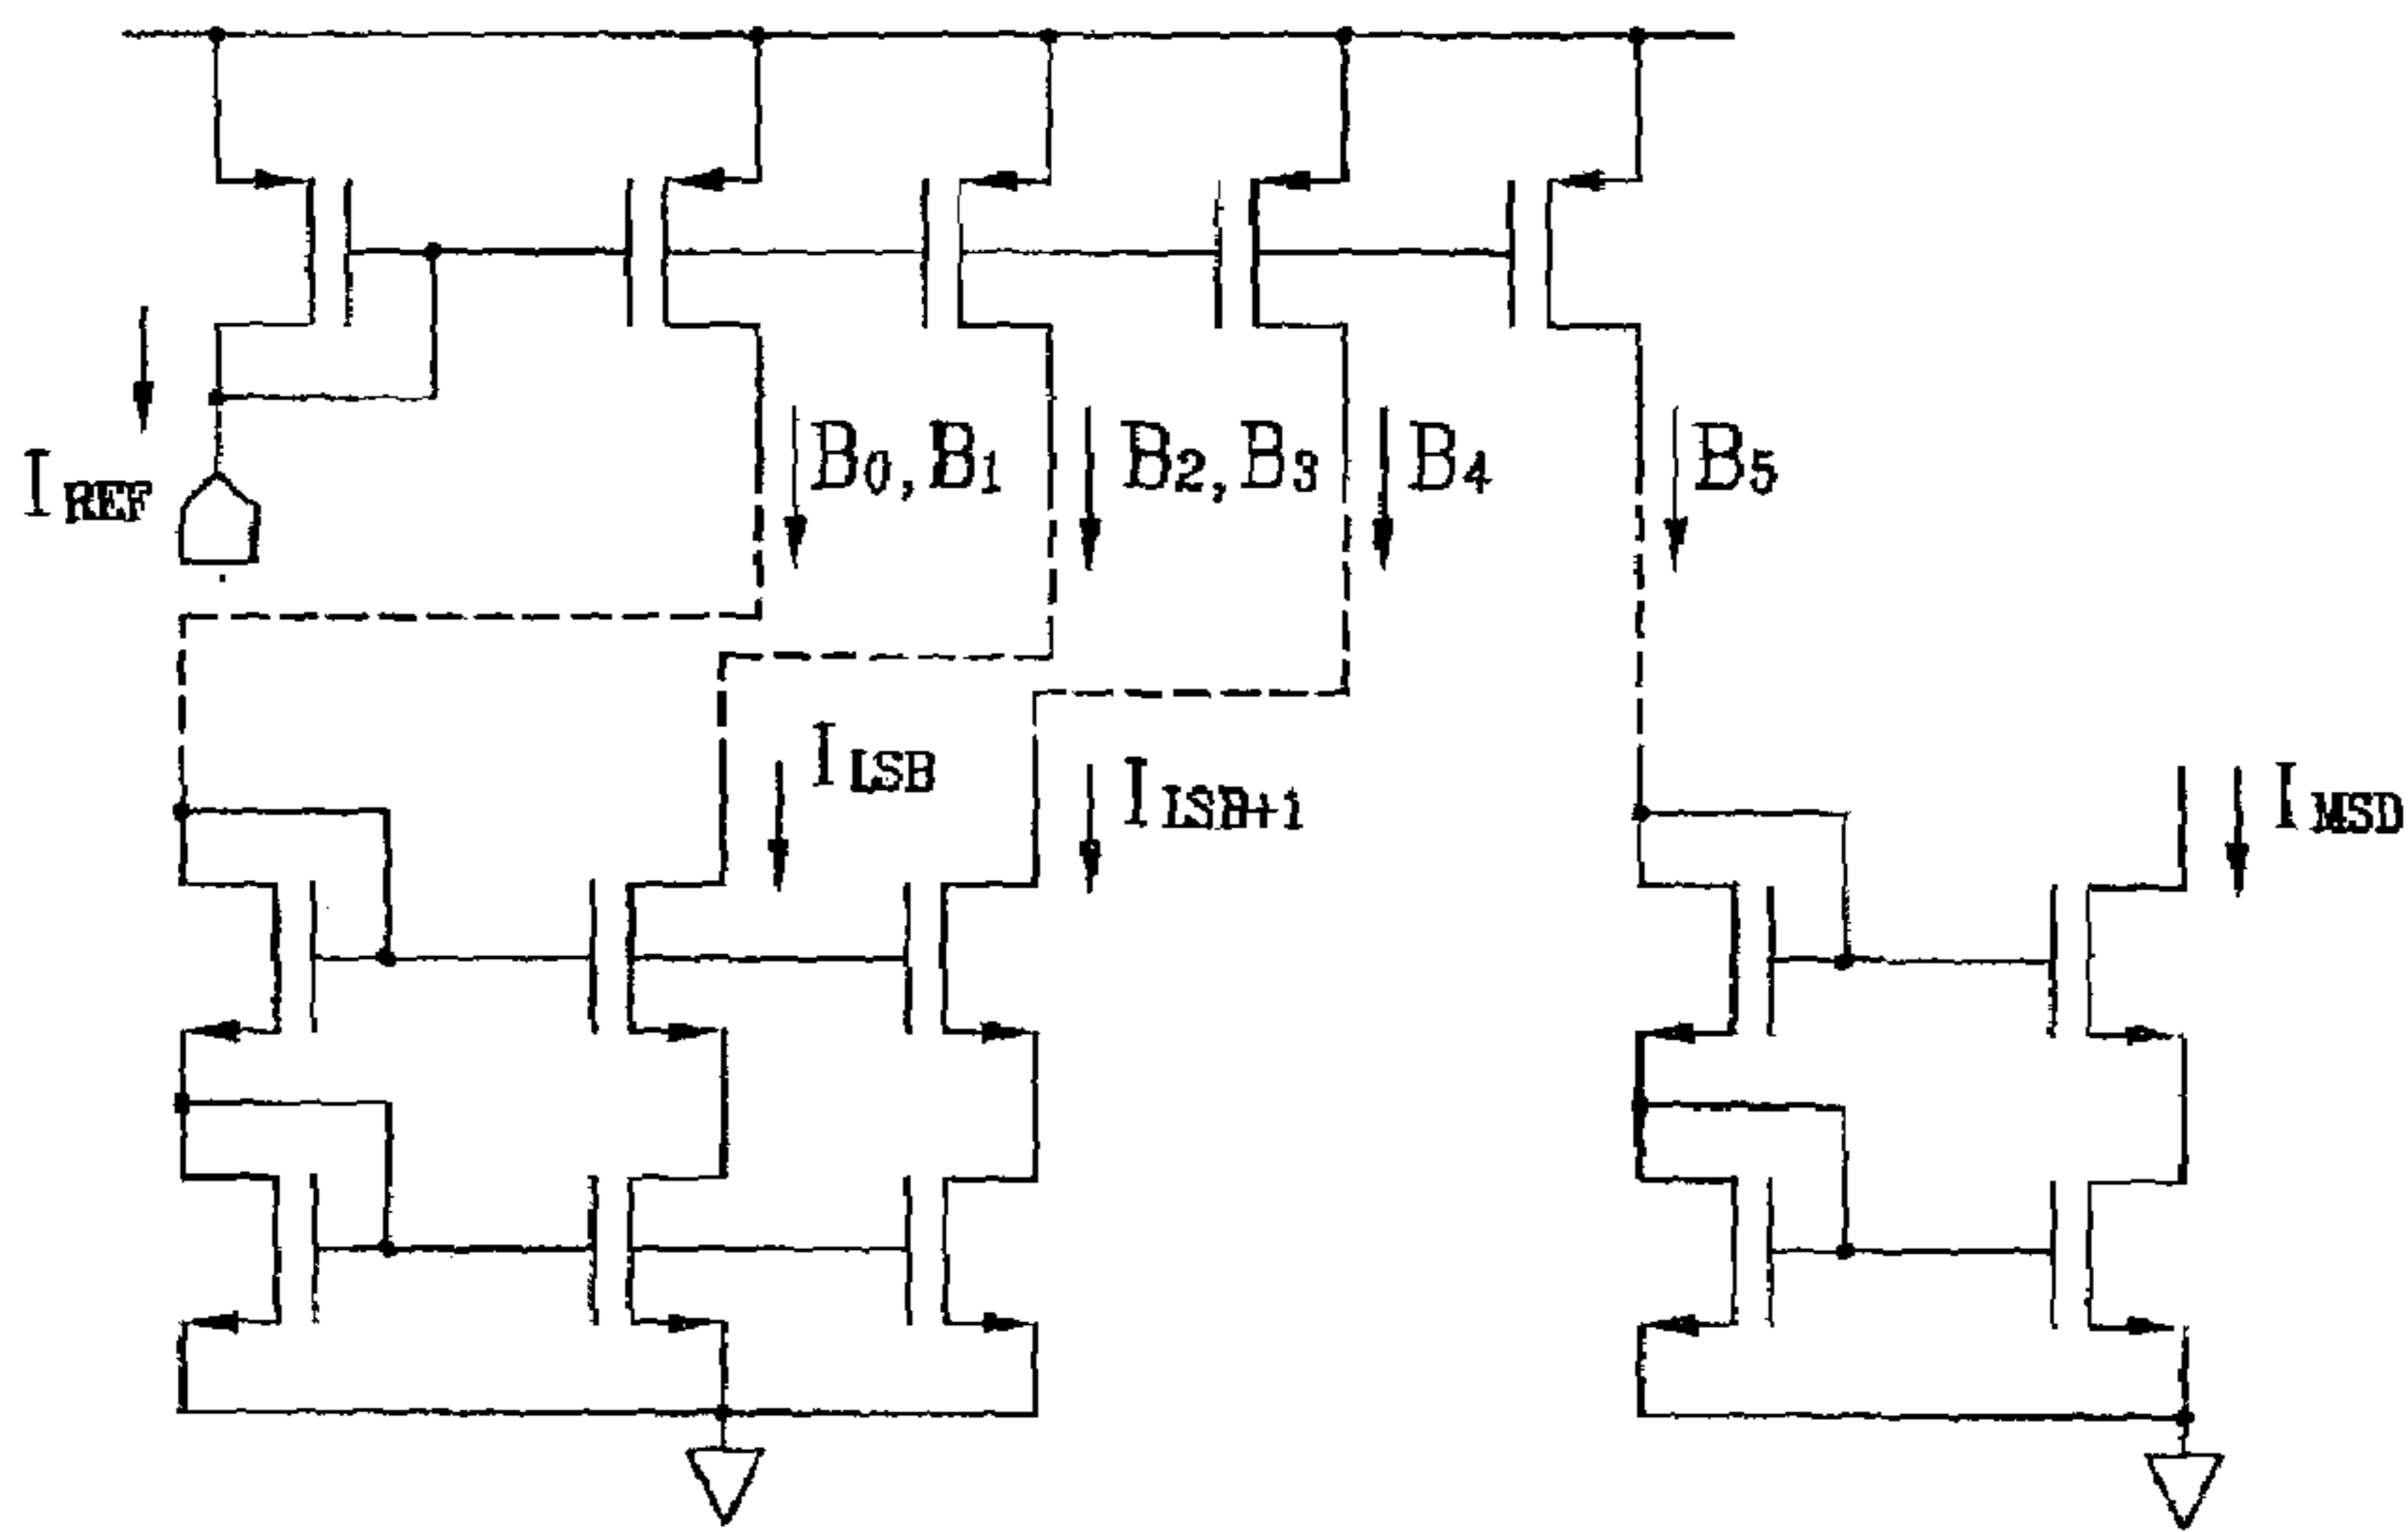 I REF
B0,B1
B2,B3
B4
B5
I LSB
I LSB+1
I MSD